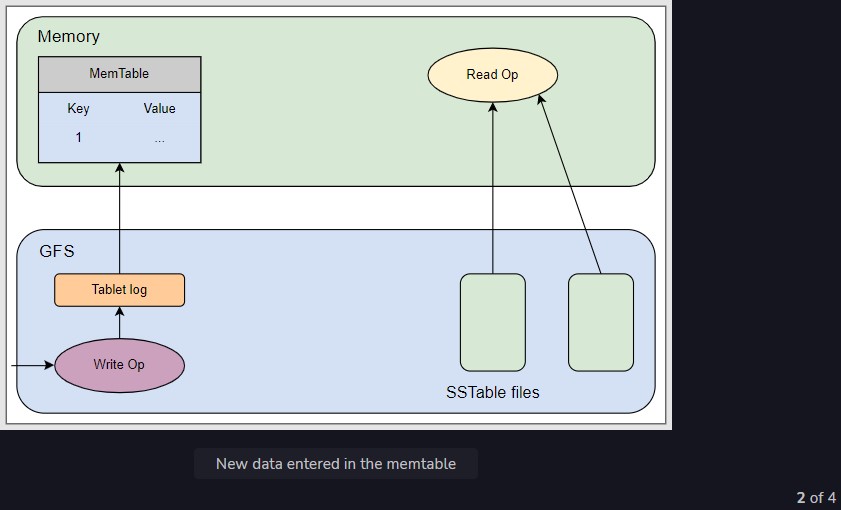 Memory
MemTable
Key Value
1 ...
Read Op
GFS
Tablet log
Write Op
SSTable files
New data entered in the memtable
2 of 4